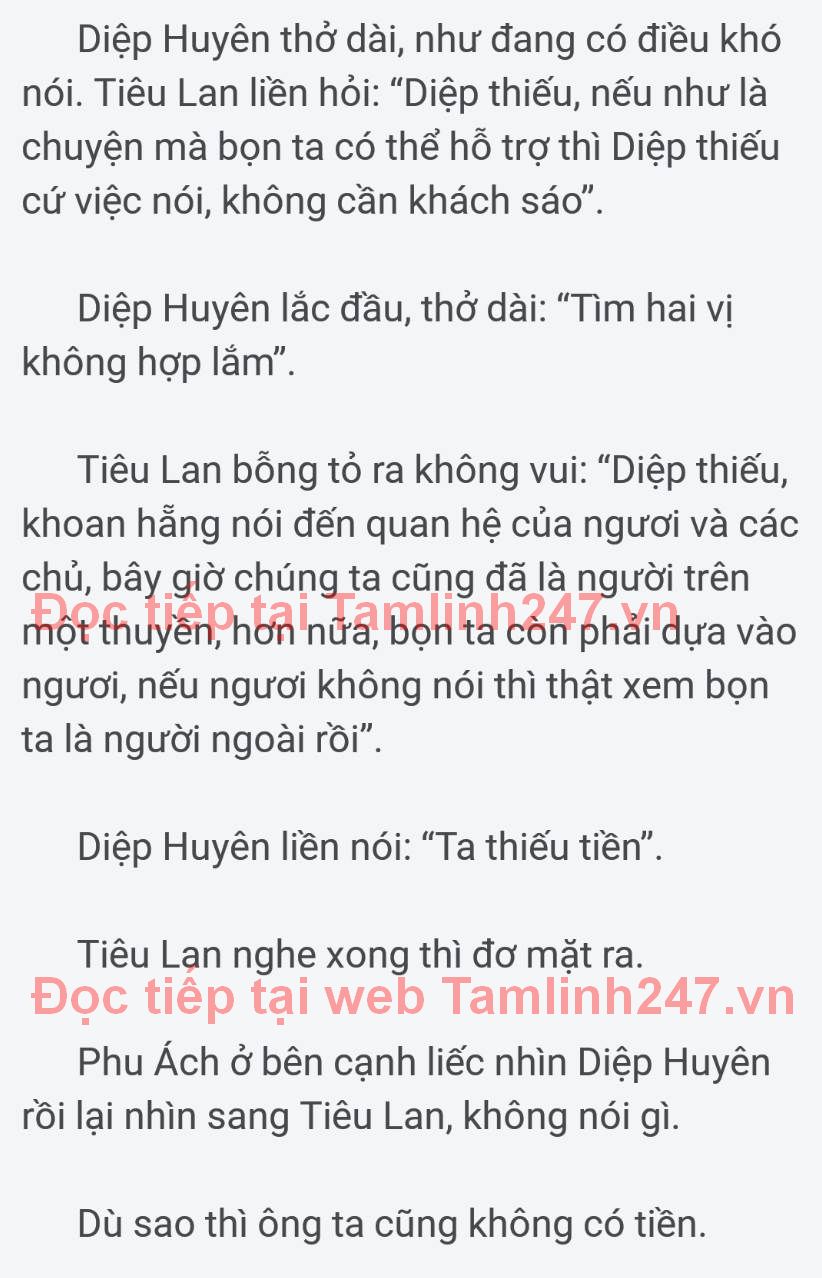 Diệp Huyên thở dài, như đang có điều khó
nói. Tiêu Lan liền hỏi: “Diệp thiếu, nếu như là
chuyện mà bọn ta có thể hỗ trợ thì Diệp thiếu
cứ việc nói, không cần khách sáo”.
Diệp Huyên lắc đầu, thở dài: “Tìm hai vị
không hợp lắm”.
Tiêu Lan bỗng tỏ ra không vui: “Diệp thiếu,
khoan hẵng nói đến quan hệ của ngươi và các
chủ, bây giờ chúng ta cũng đã là người trên
Đọc tiếp tại Tamlinh247.vn
một thuyền, hơn nữa, bọn ta còn phải dựa vào
ngươi, nếu ngươi không nói thì thật xem bọn
ta là người ngoài rồi”.
Diệp Huyên liền nói: “Ta thiếu tiền”.
Tiêu Lan nghe xong thì đơ mặt ra.
Đọc tiếp tại web Tamlinh247.vn
Phu Ách ở bên cạnh liếc nhìn Diệp Huyên
rồi lại nhìn sang Tiêu Lan, không nói gì.
Dù sao thì ông ta cũng không có tiền.